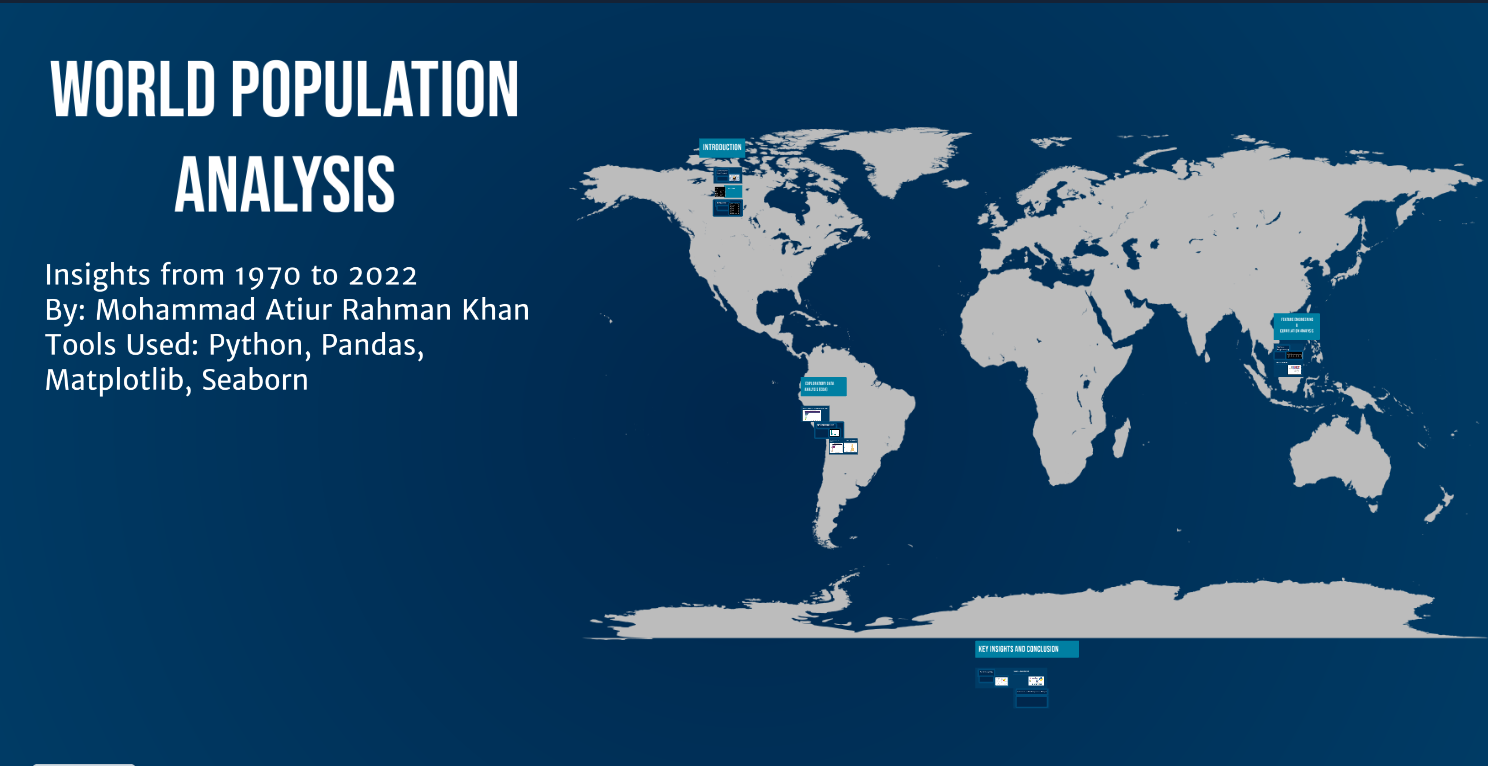 WORLD POPULATION
ANALYSIS
Insights from 1970 to 2022
By: Mohammad Atiur Rahman Khan
Tools Used: Python, Pandas,
Matplotlib, Seaborn
INTRODUCTION
EXPLORATORY DATA
ANALYSIS (EDA)
FEATURE ENGINEERING
&
CORRELATION ANALYSIS
KEY INSIGHTS AND CONCLUSION